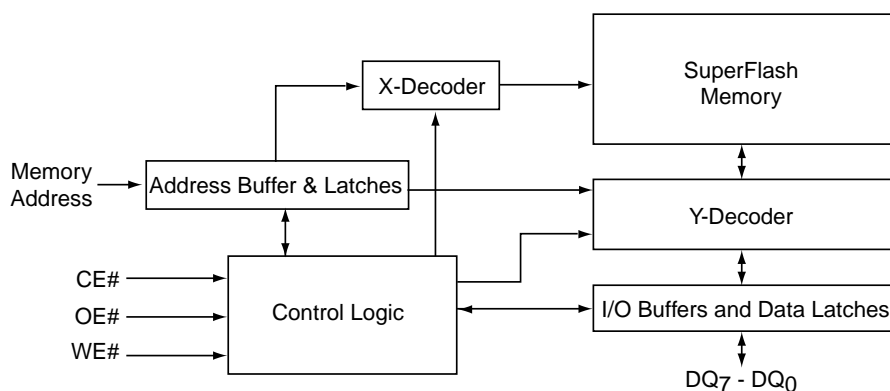 SuperFlash
Memory
X-Decoder
Memory
Address
Address Buffer & Latches
Y-Decoder
CE#
OE#
WE#
Control Logic
I/O Buffers and Data Latches
DQ7 - DQ0